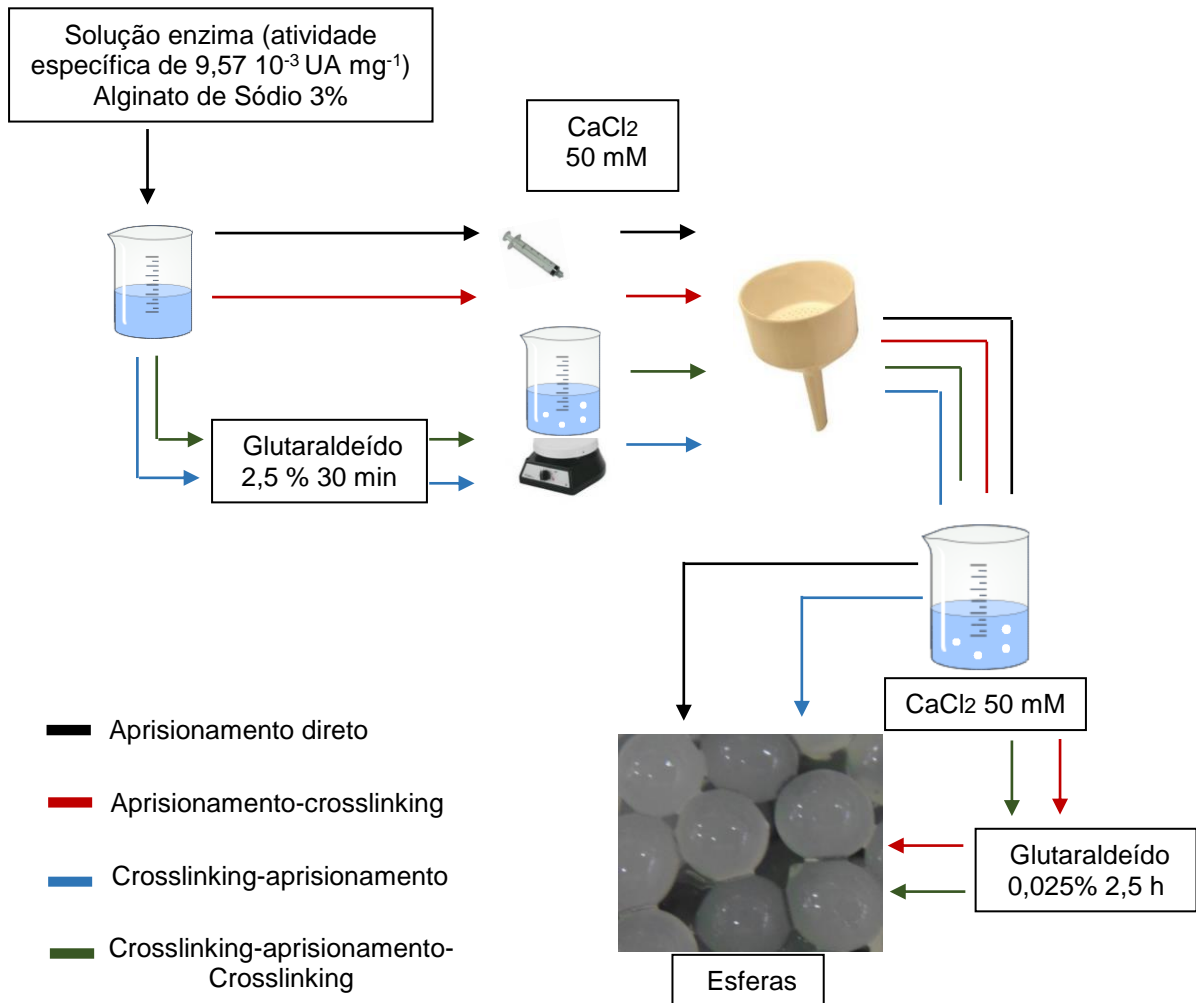 Solução enzima (atividade
específica de 9,57 10⁻³ UA mg⁻¹)
Alginato de Sódio 3%
CaCl2
50 mM
Glutaraldeído
2,5 % 30 min
CaCl2 50 mM
Aprisionamento direto
Aprisionamento-crosslinking
Crosslinking-aprisionamento
Crosslinking-aprisionamento-
Crosslinking
Glutaraldeído
0,025% 2,5 h
Esferas